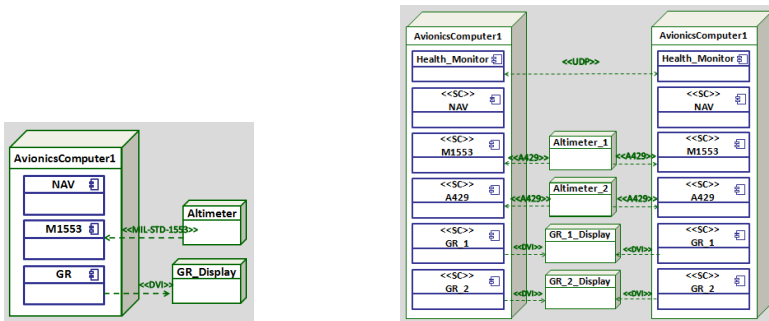 AvionicsComputer1
NAV
M1553
GR
Altimeter
<<MIL-STD-1553>>
GR_Display
<<DVI>>
AvionicsComputer1
Health_Monitor
<<SC>>
NAV
<<SC>>
M1553
<<SC>>
A429
<<SC>>
GR_1
<<SC>>
GR_2
<<UDP>>
Altimeter_1
<<A429>>
<<A429>>
Altimeter_2
<<A429>>
<<A429>>
GR_1_Display
<<DVI>>
<<DVI>>
GR_2_Display
<<DVI>>
<<DVI>>
AvionicsComputer1
Health_Monitor
<<SC>>
NAV
<<SC>>
M1553
<<SC>>
A429
<<SC>>
GR_1
<<SC>>
GR_2